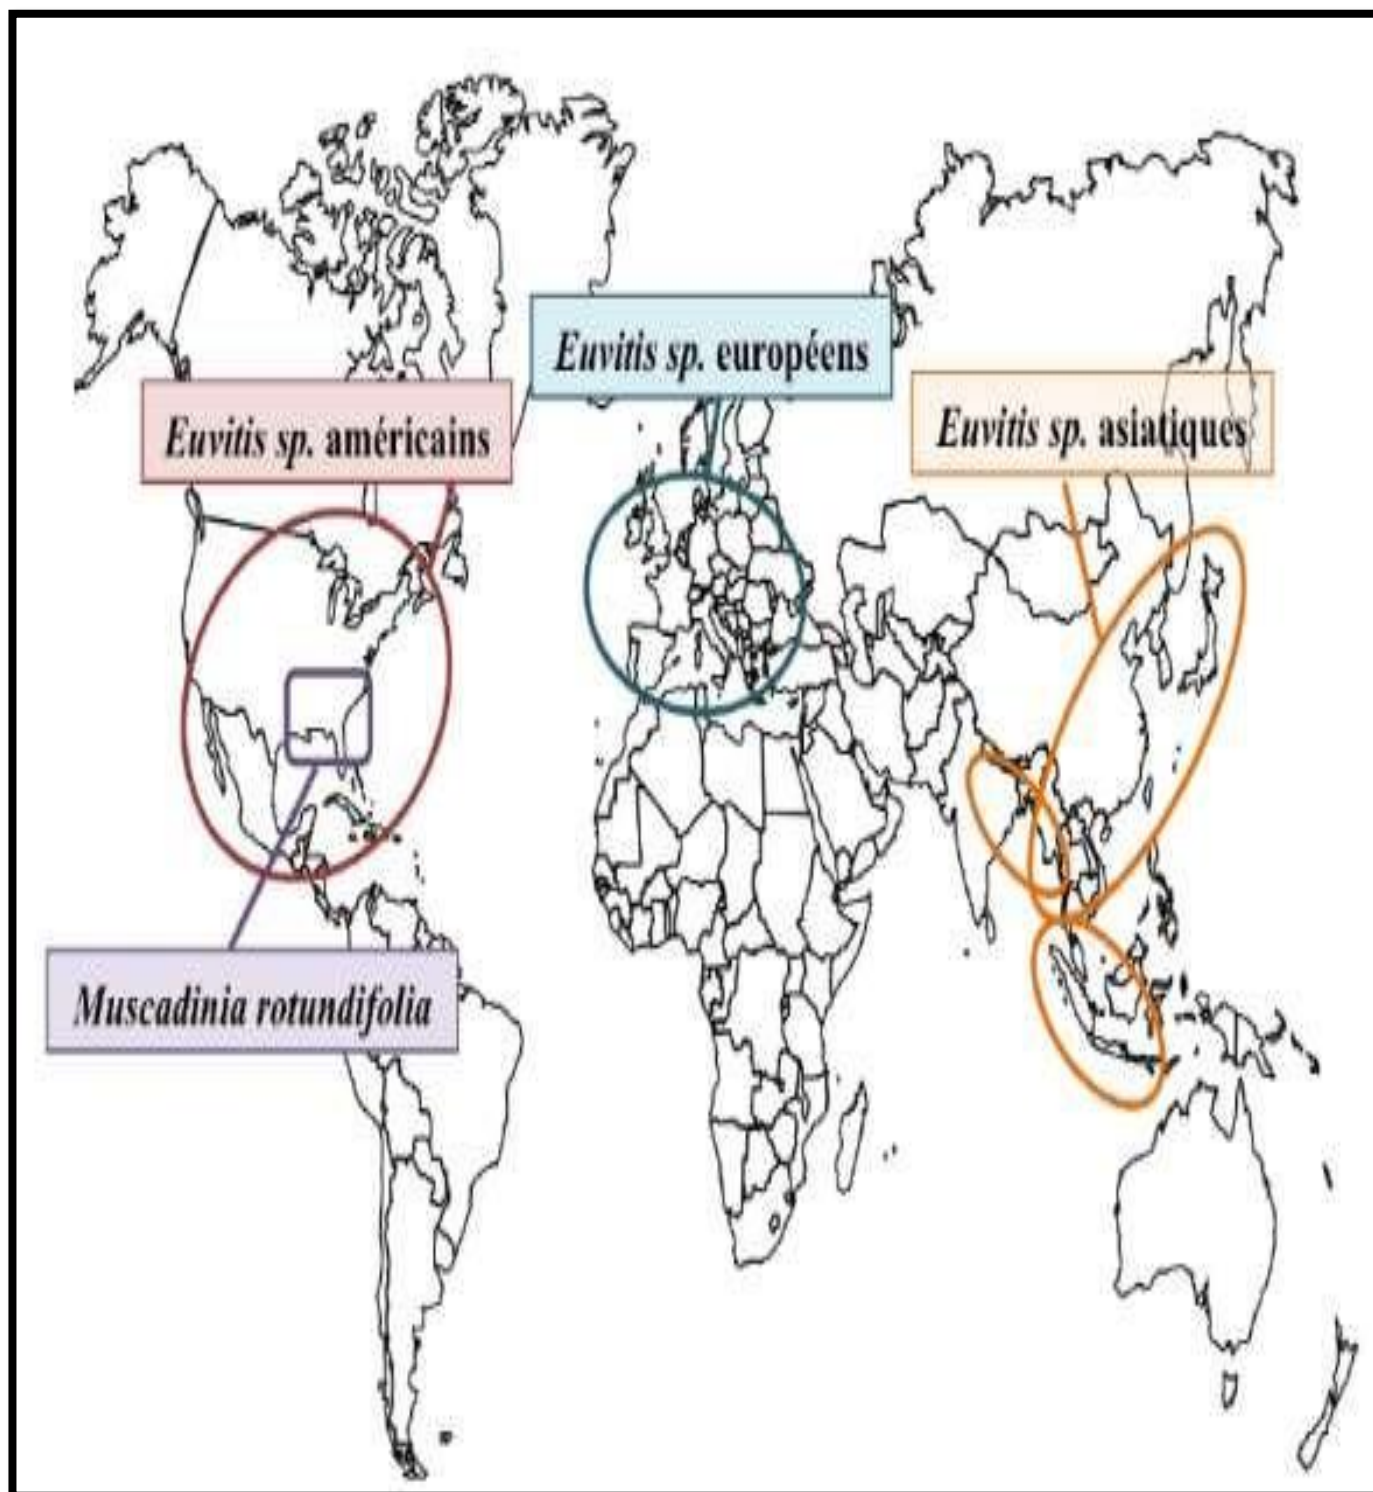 Euvitis sp. européens
Euvitis sp. américains
Euvitis sp. asiatiques
Muscadinia rotundifolia